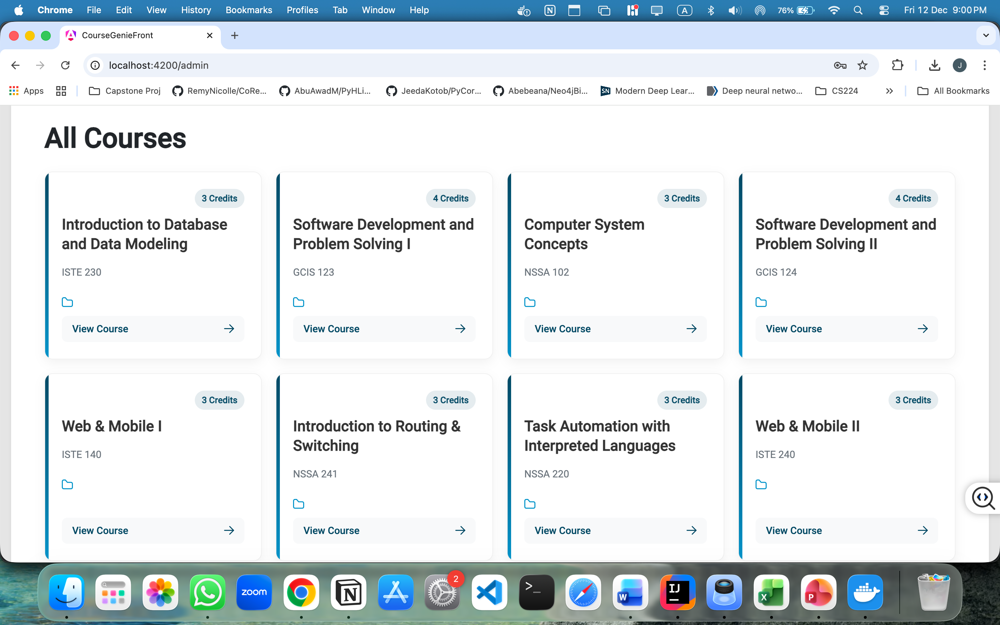 Chrome File Edit View History Bookmarks Profiles Tab Window Help A 76% Fri 12 Dec 9:00 PM
CourseGenieFront
localhost:4200/admin J
Apps Capstone Proj RemyNicolle/CoRe... AbuAwadM/PyHLi... JeedaKotob/PyCor... Abebeana/Neo4jBi... SN Modern Deep Lear... Deep neural netwo... CS224 » All Bookmarks
All Courses
3 Credits
Introduction to Database
and Data Modeling
ISTE 230
View Course
4 Credits
Software Development and
Problem Solving I
GCIS 123
View Course
3 Credits
Computer System
Concepts
NSSA 102
View Course
4 Credits
Software Development and
Problem Solving II
GCIS 124
View Course
3 Credits
Web & Mobile I
ISTE 140
View Course
3 Credits
Introduction to Routing &
Switching
NSSA 241
View Course
3 Credits
Task Automation with
Interpreted Languages
NSSA 220
View Course
3 Credits
Web & Mobile II
ISTE 240
View Course
zoom N 2 >_ W IJ X P